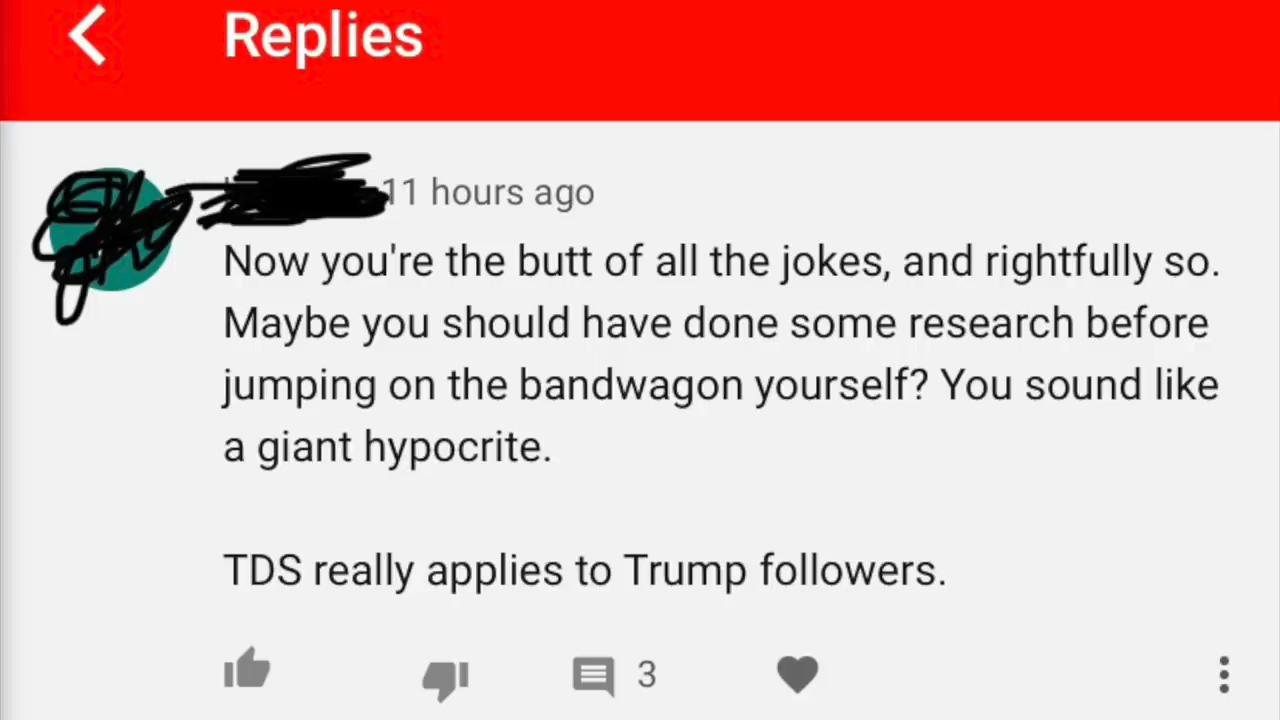 Replies
11 hours ago
Now you're the butt of all the jokes, and rightfully so.
Maybe you should have done some research before
jumping on the bandwagon yourself? You sound like
a giant hypocrite.
TDS really applies to Trump followers.
3